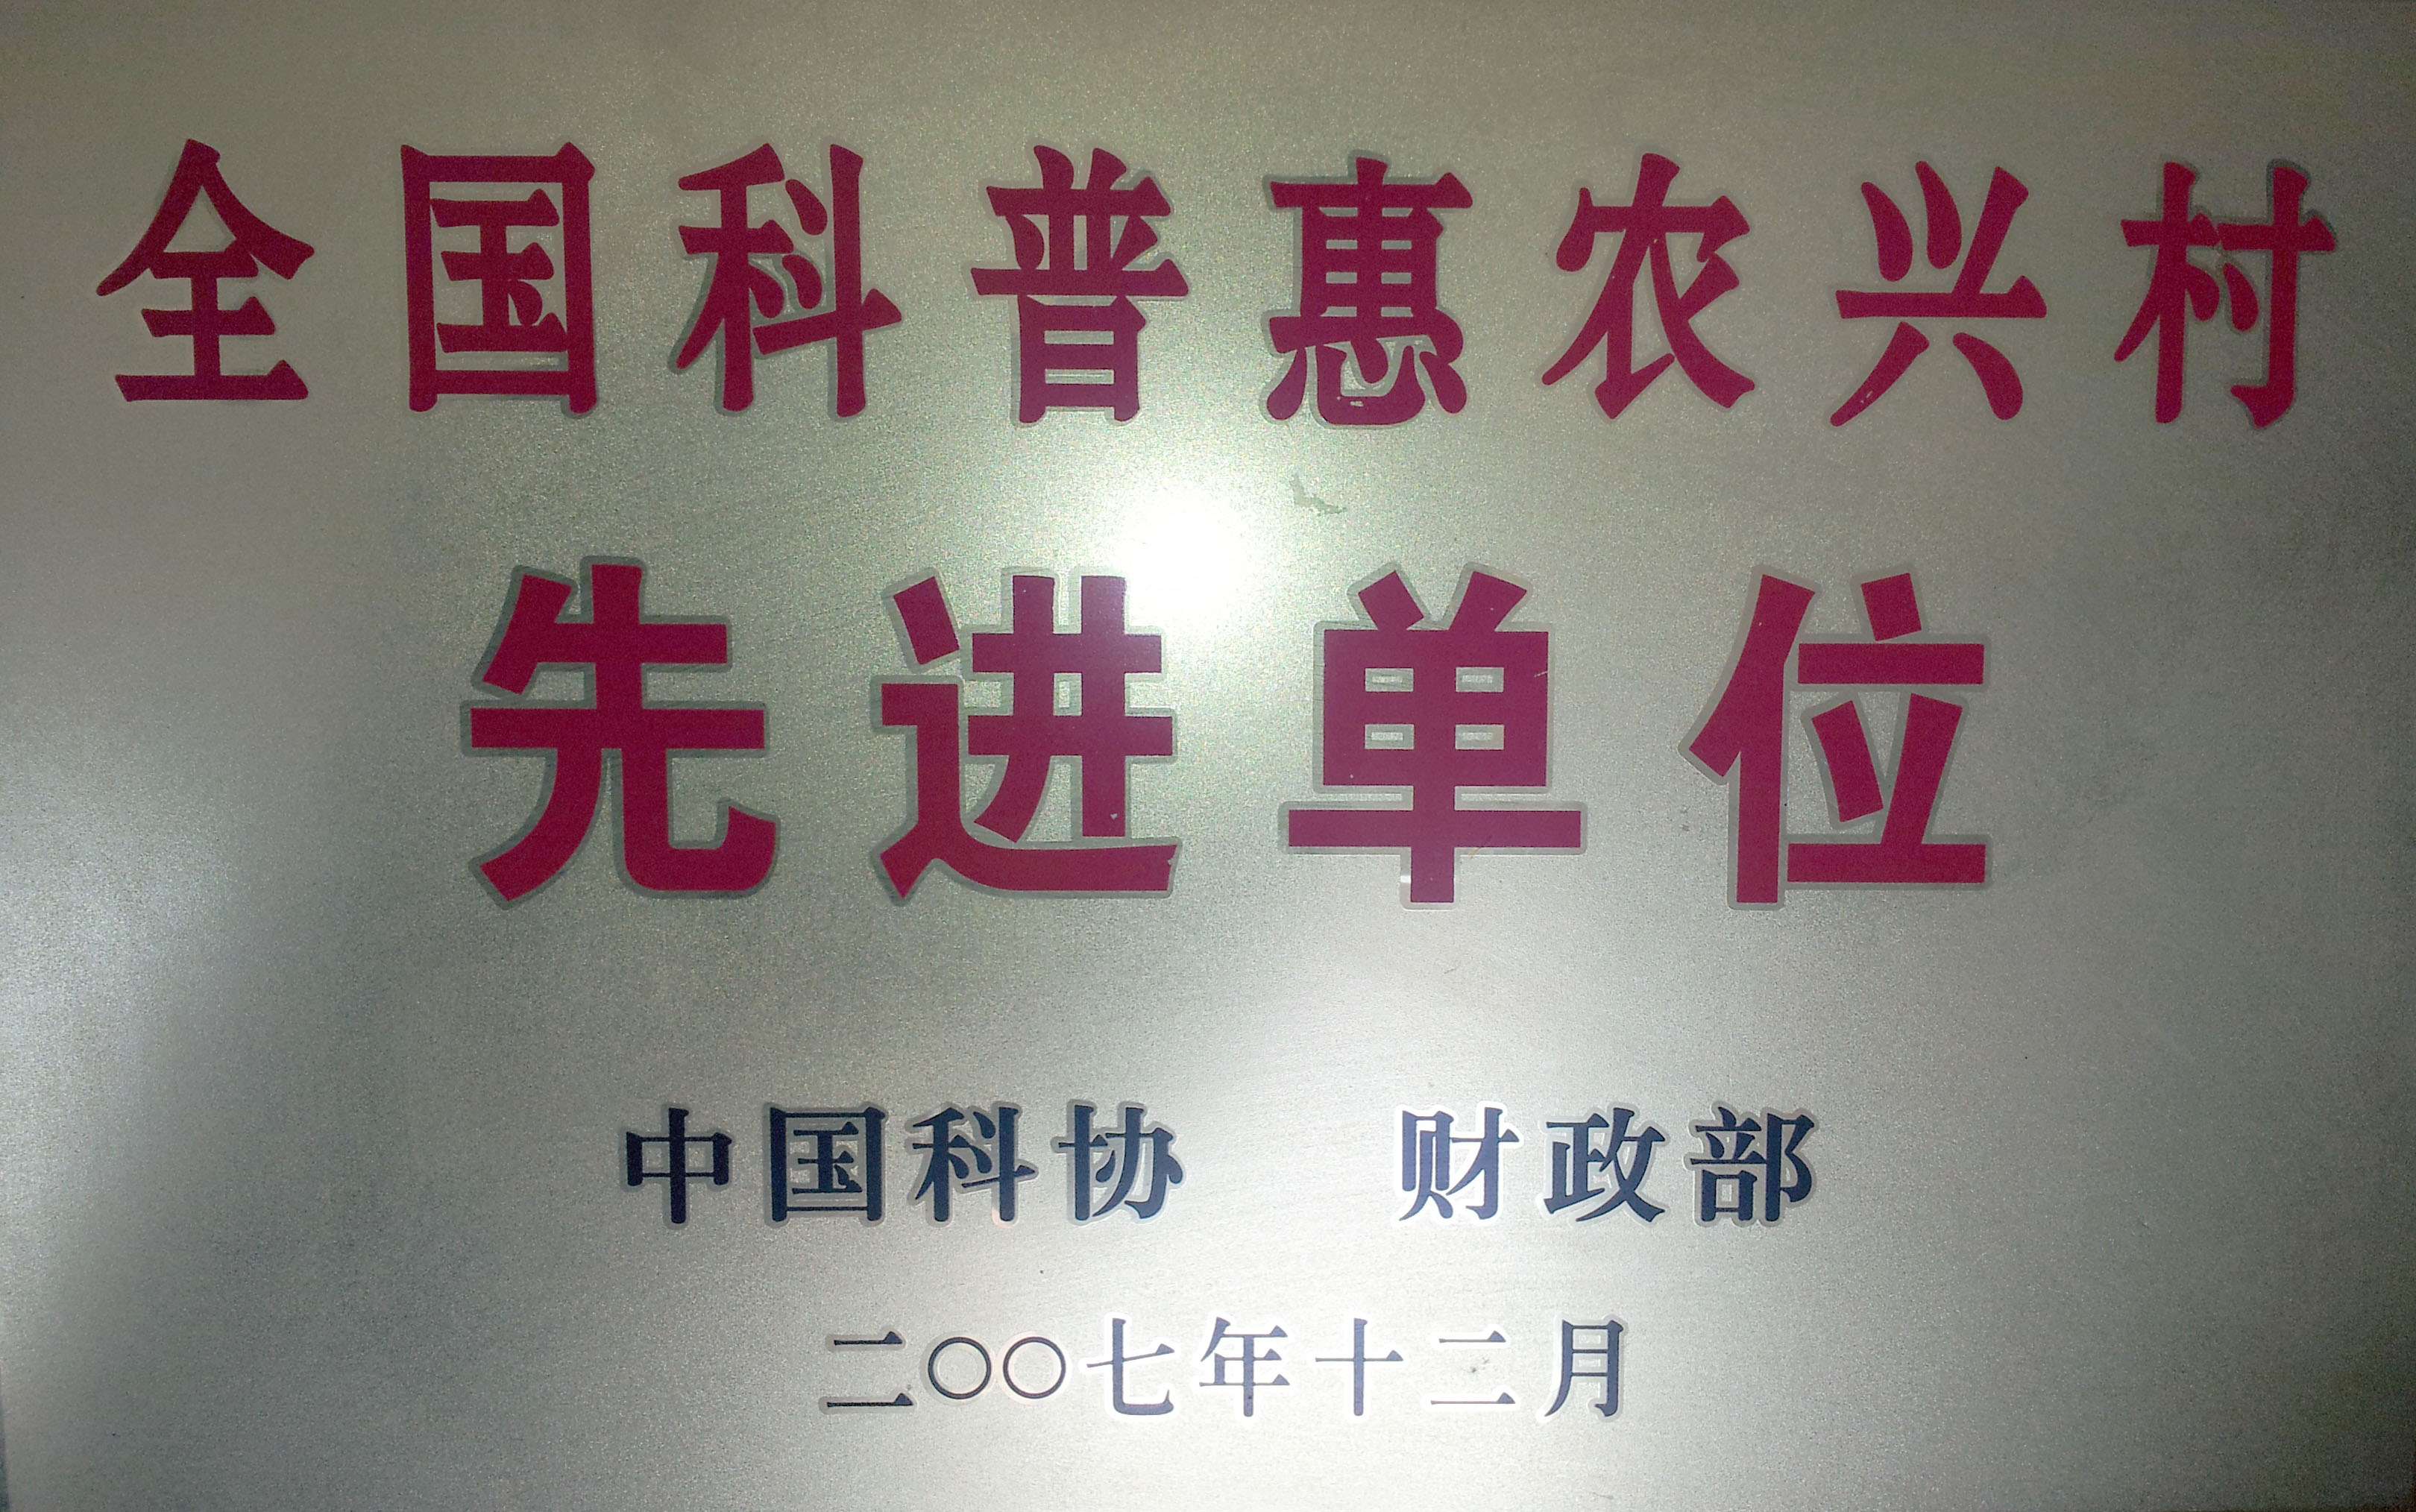 全国科普惠农兴村
先进单位
中国科协 财政部
二〇〇七年十二月